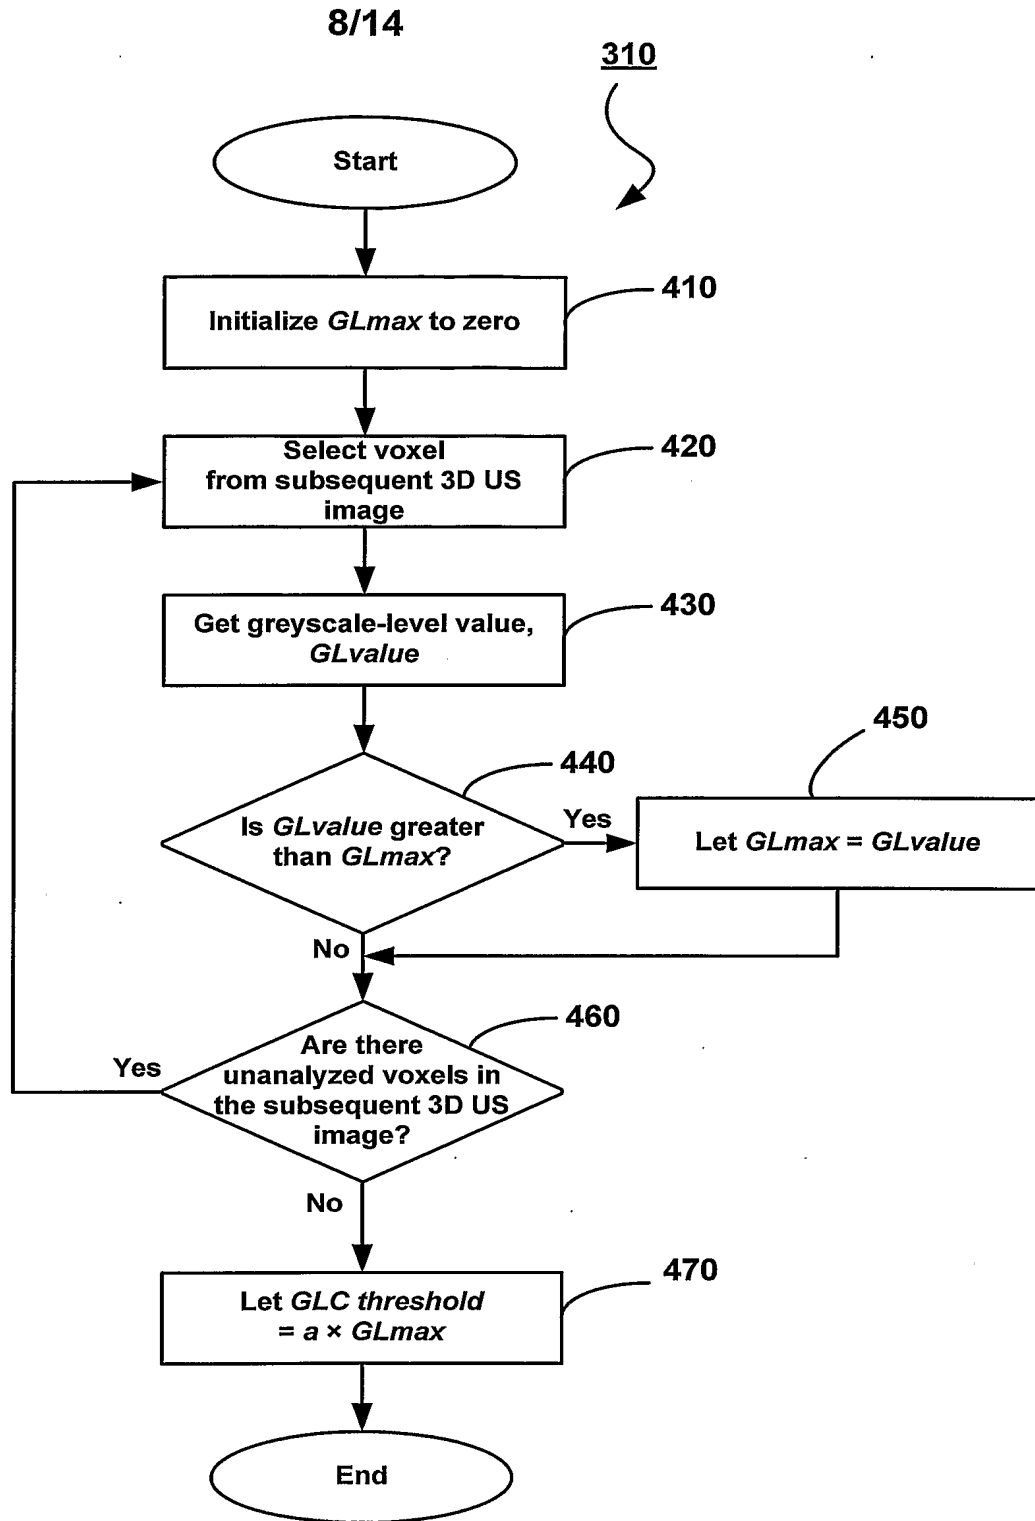 8/14
310
Start
410
Initialize GLmax to zero
420
Select voxel
from subsequent 3D US
image
430
Get greyscale-level value,
GLvalue
440
450
Is GLvalue greater
than GLmax?
Yes
Let GLmax = GLvalue
No
460
Yes
Are there
unanalyzed voxels in
the subsequent 3D US
image?
No
470
Let GLC threshold
= a × GLmax
End